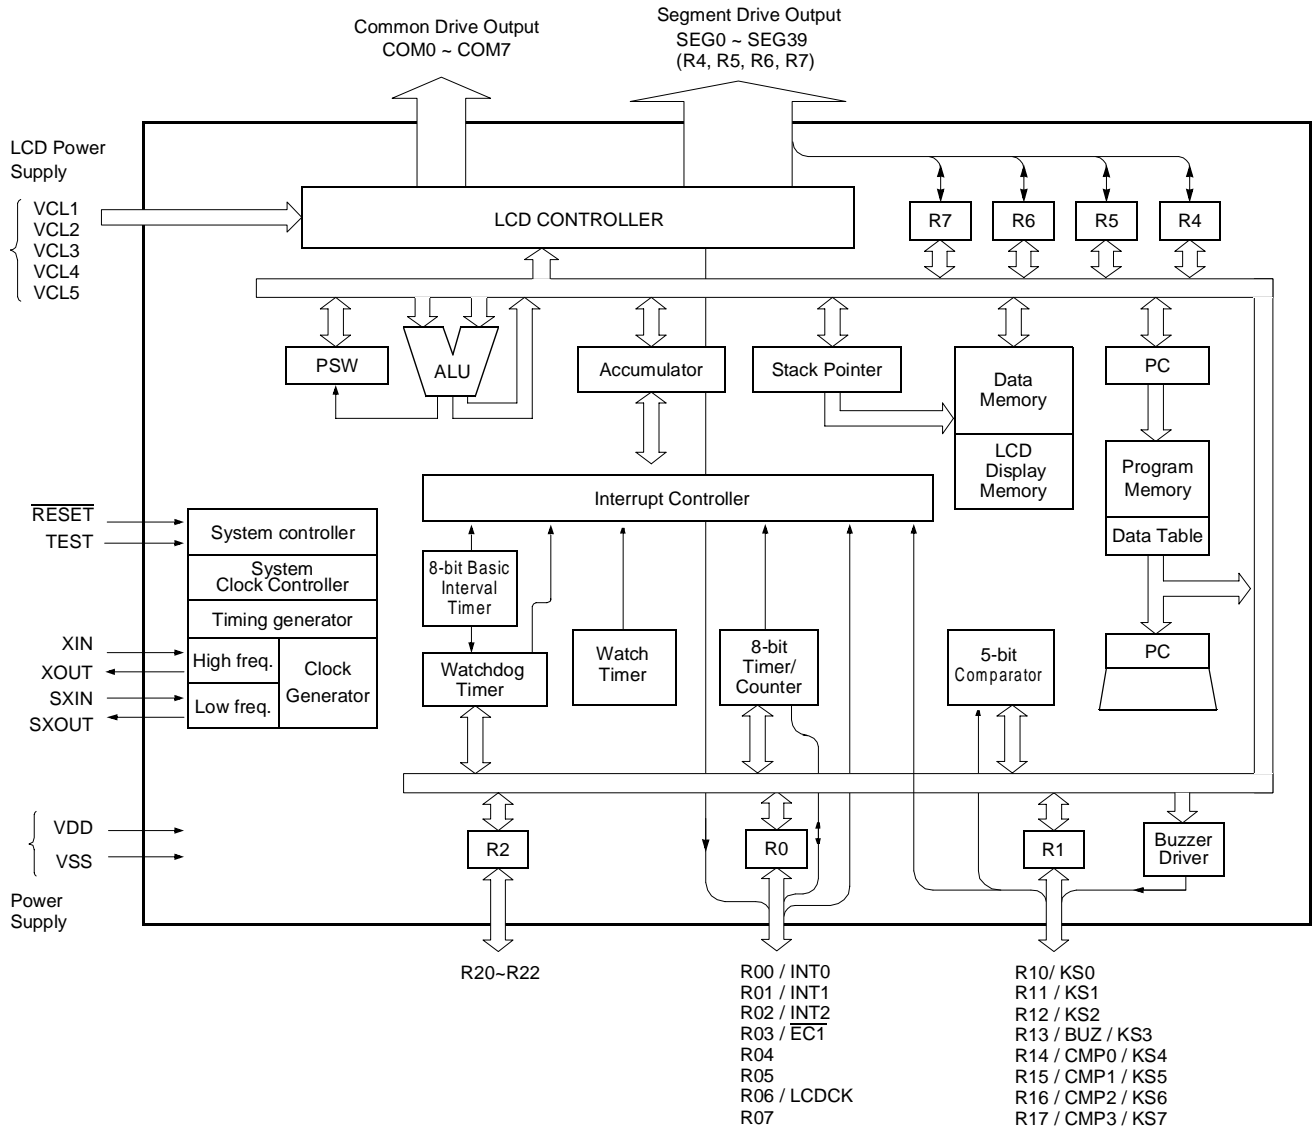 Common Drive Output
COM0 ~ COM7
Segment Drive Output
SEG0 ~ SEG39
(R4, R5, R6, R7)
LCD Power
Supply
VCL1
VCL2
VCL3
VCL4
VCL5
LCD CONTROLLER
R7
R6
R5
R4
PSW
ALU
Accumulator
Stack Pointer
Data
Memory
LCD
Display
Memory
PC
Program
Memory
Data Table
PC
Interrupt Controller
RESET
TEST
XIN
XOUT
SXIN
SXOUT
System controller
System
Clock Controller
Timing generator
High freq.
Low freq.
Clock
Generator
8-bit Basic
Interval
Timer
Watchdog
Timer
Watch
Timer
8-bit
Timer/
Counter
5-bit
Comparator
VDD
VSS
Power
Supply
R2
R0
R1
Buzzer
Driver
R20~R22
R00 / INT0
R01 / INT1
R02 / INT2
R03 / EC1
R04
R05
R06 / LCDCK
R07
R10/ KS0
R11 / KS1
R12 / KS2
R13 / BUZ / KS3
R14 / CMP0 / KS4
R15 / CMP1 / KS5
R16 / CMP2 / KS6
R17 / CMP3 / KS7